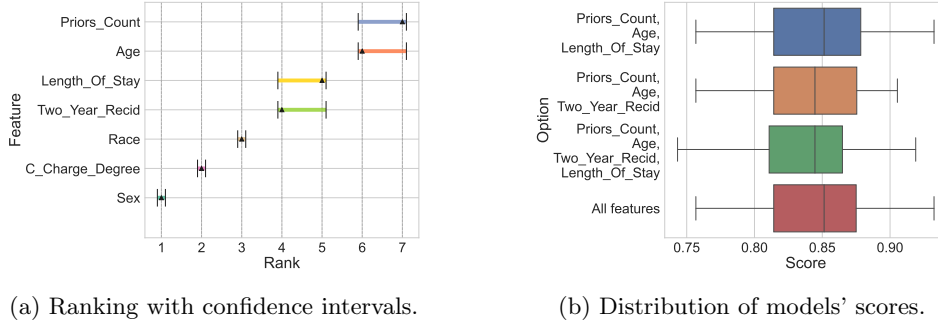 Feature
Priors_Count
Age
Length_Of_Stay
Two_Year_Recid
Race
C_Charge_Degree
Sex
1 2 3 4 5 6 7
Rank
(a) Ranking with confidence intervals.
Option
Priors_Count,
Age,
Length_Of_Stay
Priors_Count,
Age,
Two_Year_Recid
Priors_Count,
Age,
Two_Year_Recid,
Length_Of_Stay
All features
0.75 0.80 0.85 0.90
Score
(b) Distribution of models' scores.